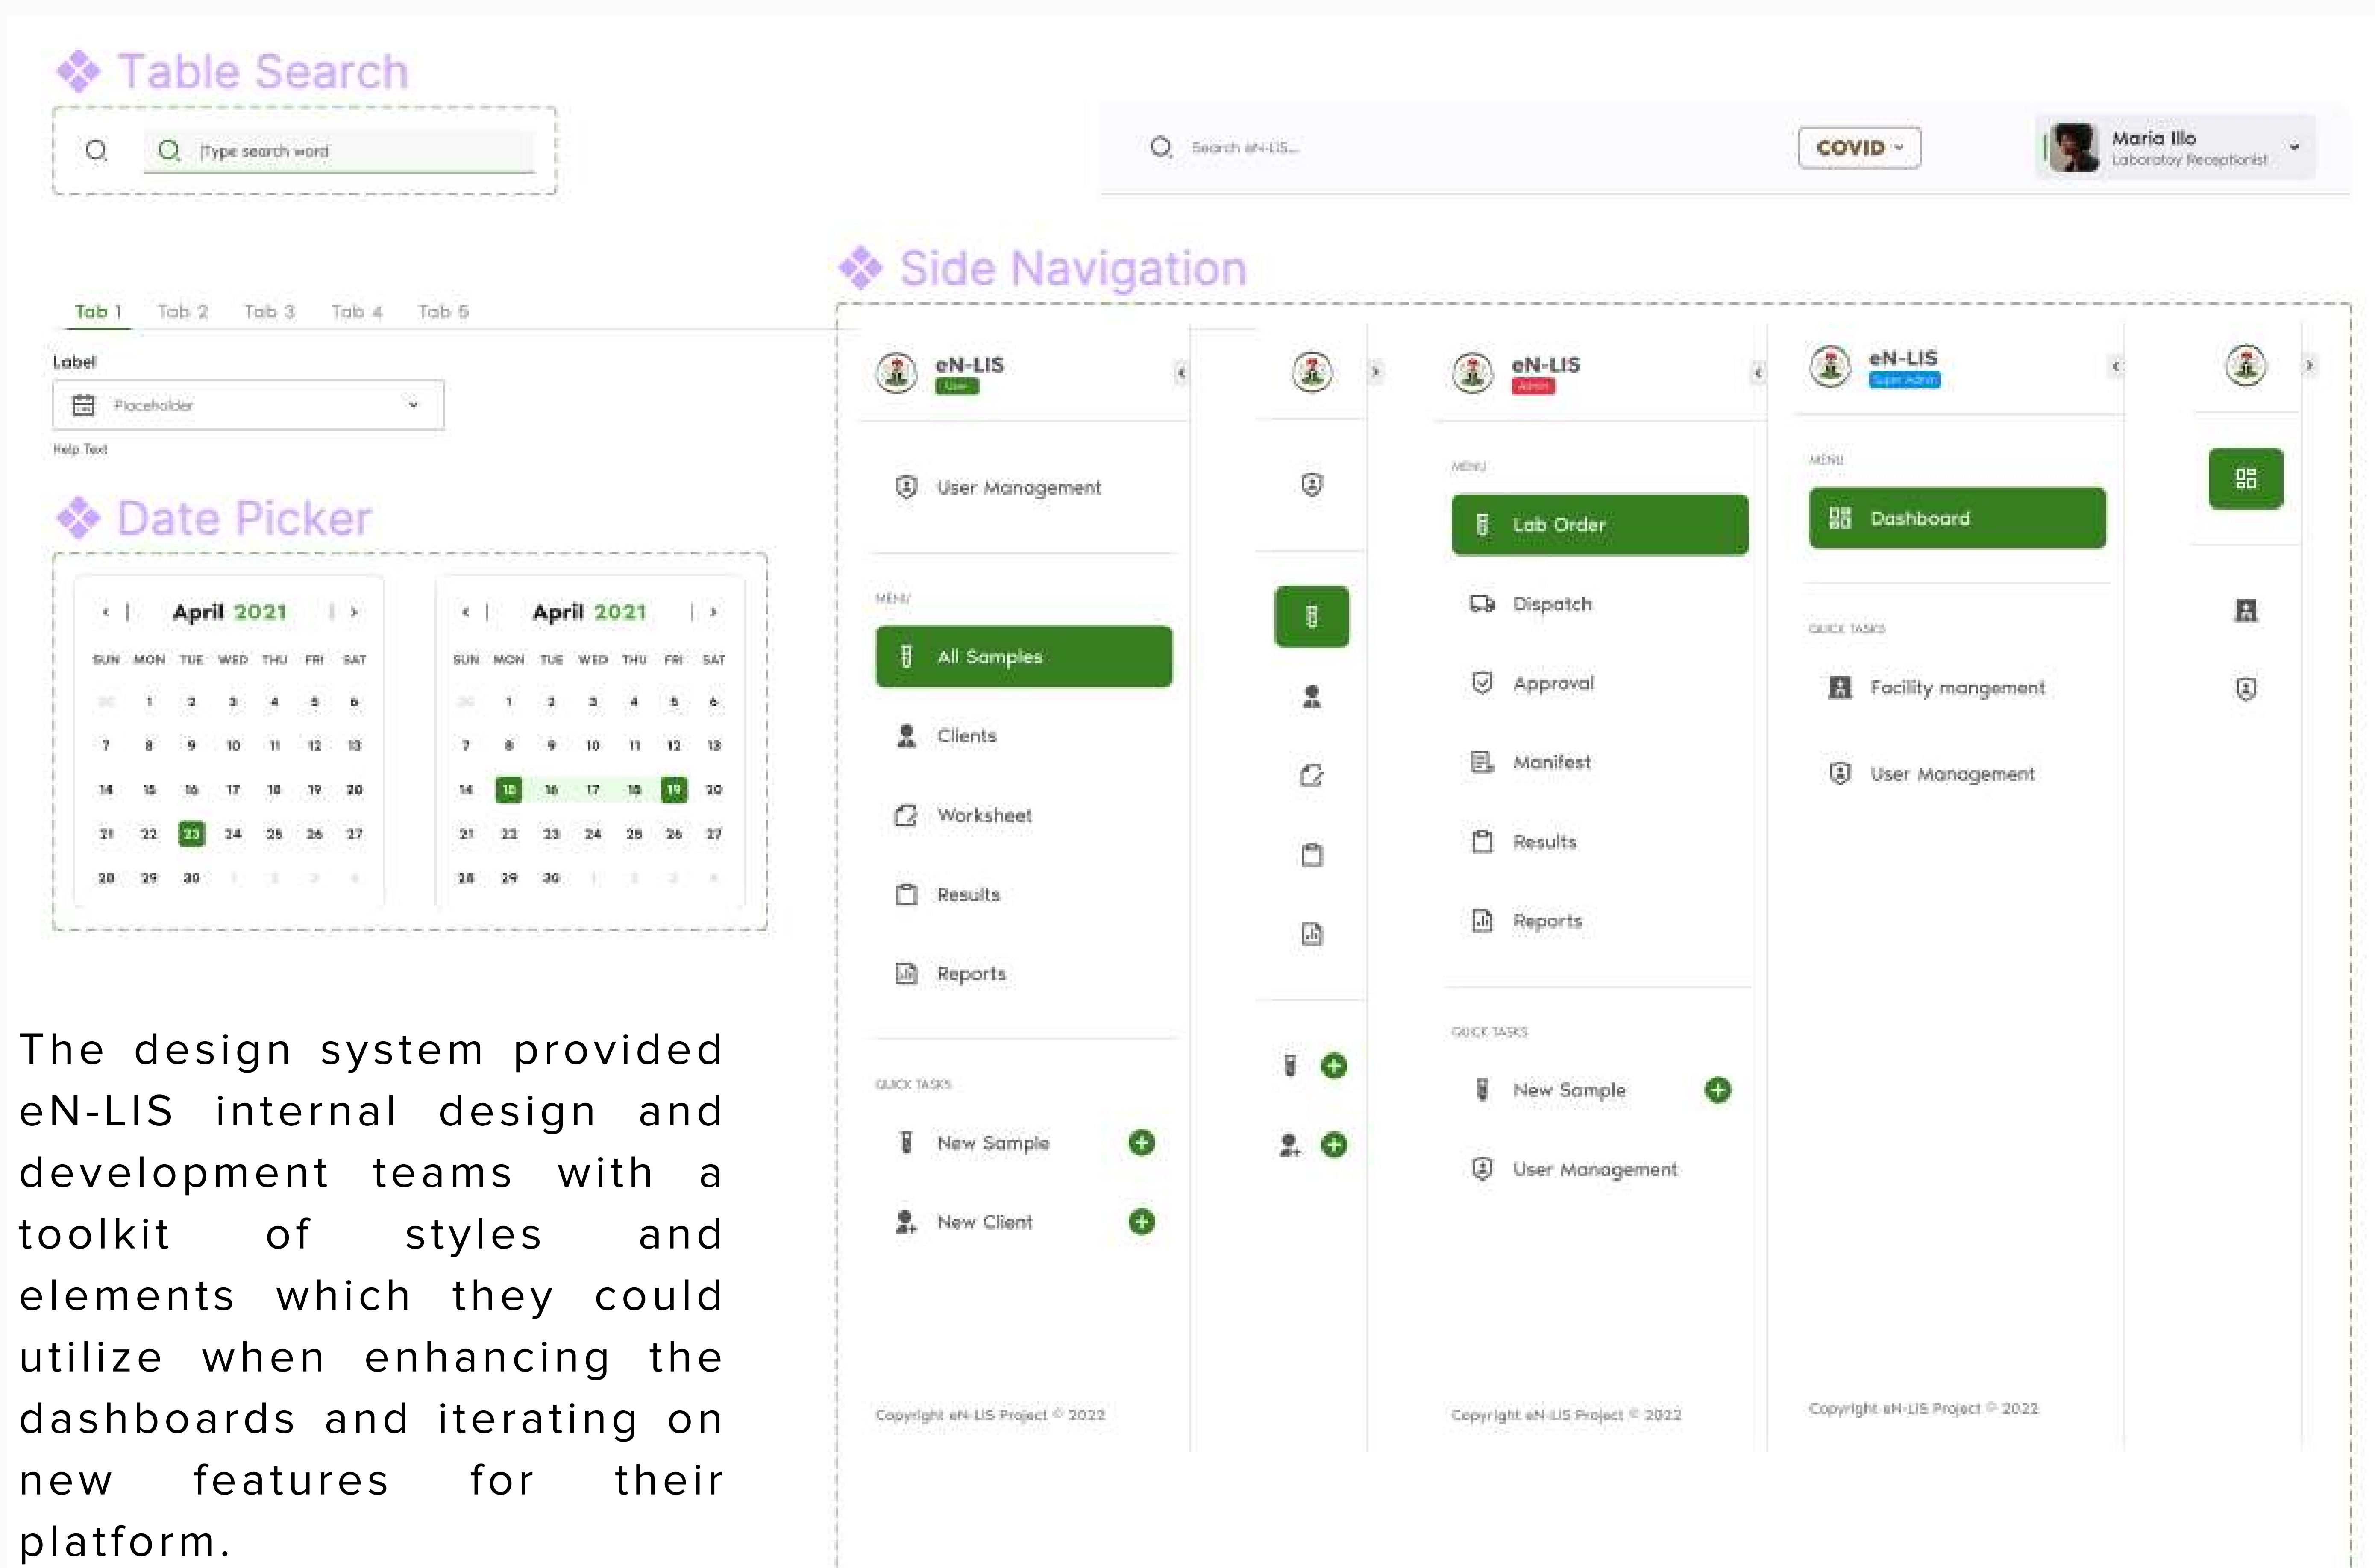 Table Search
Type search word
Search eN-LIS...
COVID
Maria Illo
Laboratoy Receptionist
Tab 1 Tab 2 Tab 3 Tab 4 Tab 5
Label
Placeholder
Help Text
Date Picker
April 2021
SUN MON TUE WED THU FRI SAT
30 1 2 3 4 5 6
7 8 9 10 11 12 13
14 15 16 17 18 19 20
21 22 23 24 25 26 27
28 29 30 1 2 3 4
April 2021
SUN MON TUE WED THU FRI SAT
30 1 2 3 4 5 6
7 8 9 10 11 12 13
14 15 16 17 18 19 20
21 22 23 24 25 26 27
28 29 30 1 2 3 4
The design system provided
eN-LIS internal design and
development teams with a
toolkit of styles and
elements which they could
utilize when enhancing the
dashboards and iterating on
new features for their
platform.
Side Navigation
eN-LIS
User
User Management
MENU
All Samples
Clients
Worksheet
Results
Reports
QUICK TASKS
New Sample
New Client
Copyright eN-LIS Project © 2022
eN-LIS
Admin
MENU
Lab Order
Dispatch
Approval
Manifest
Results
Reports
QUICK TASKS
New Sample
User Management
Copyright eN-LIS Project © 2022
eN-LIS
Super Admin
MENU
Dashboard
QUICK TASKS
Facility mangement
User Management
Copyright eN-LIS Project © 2022